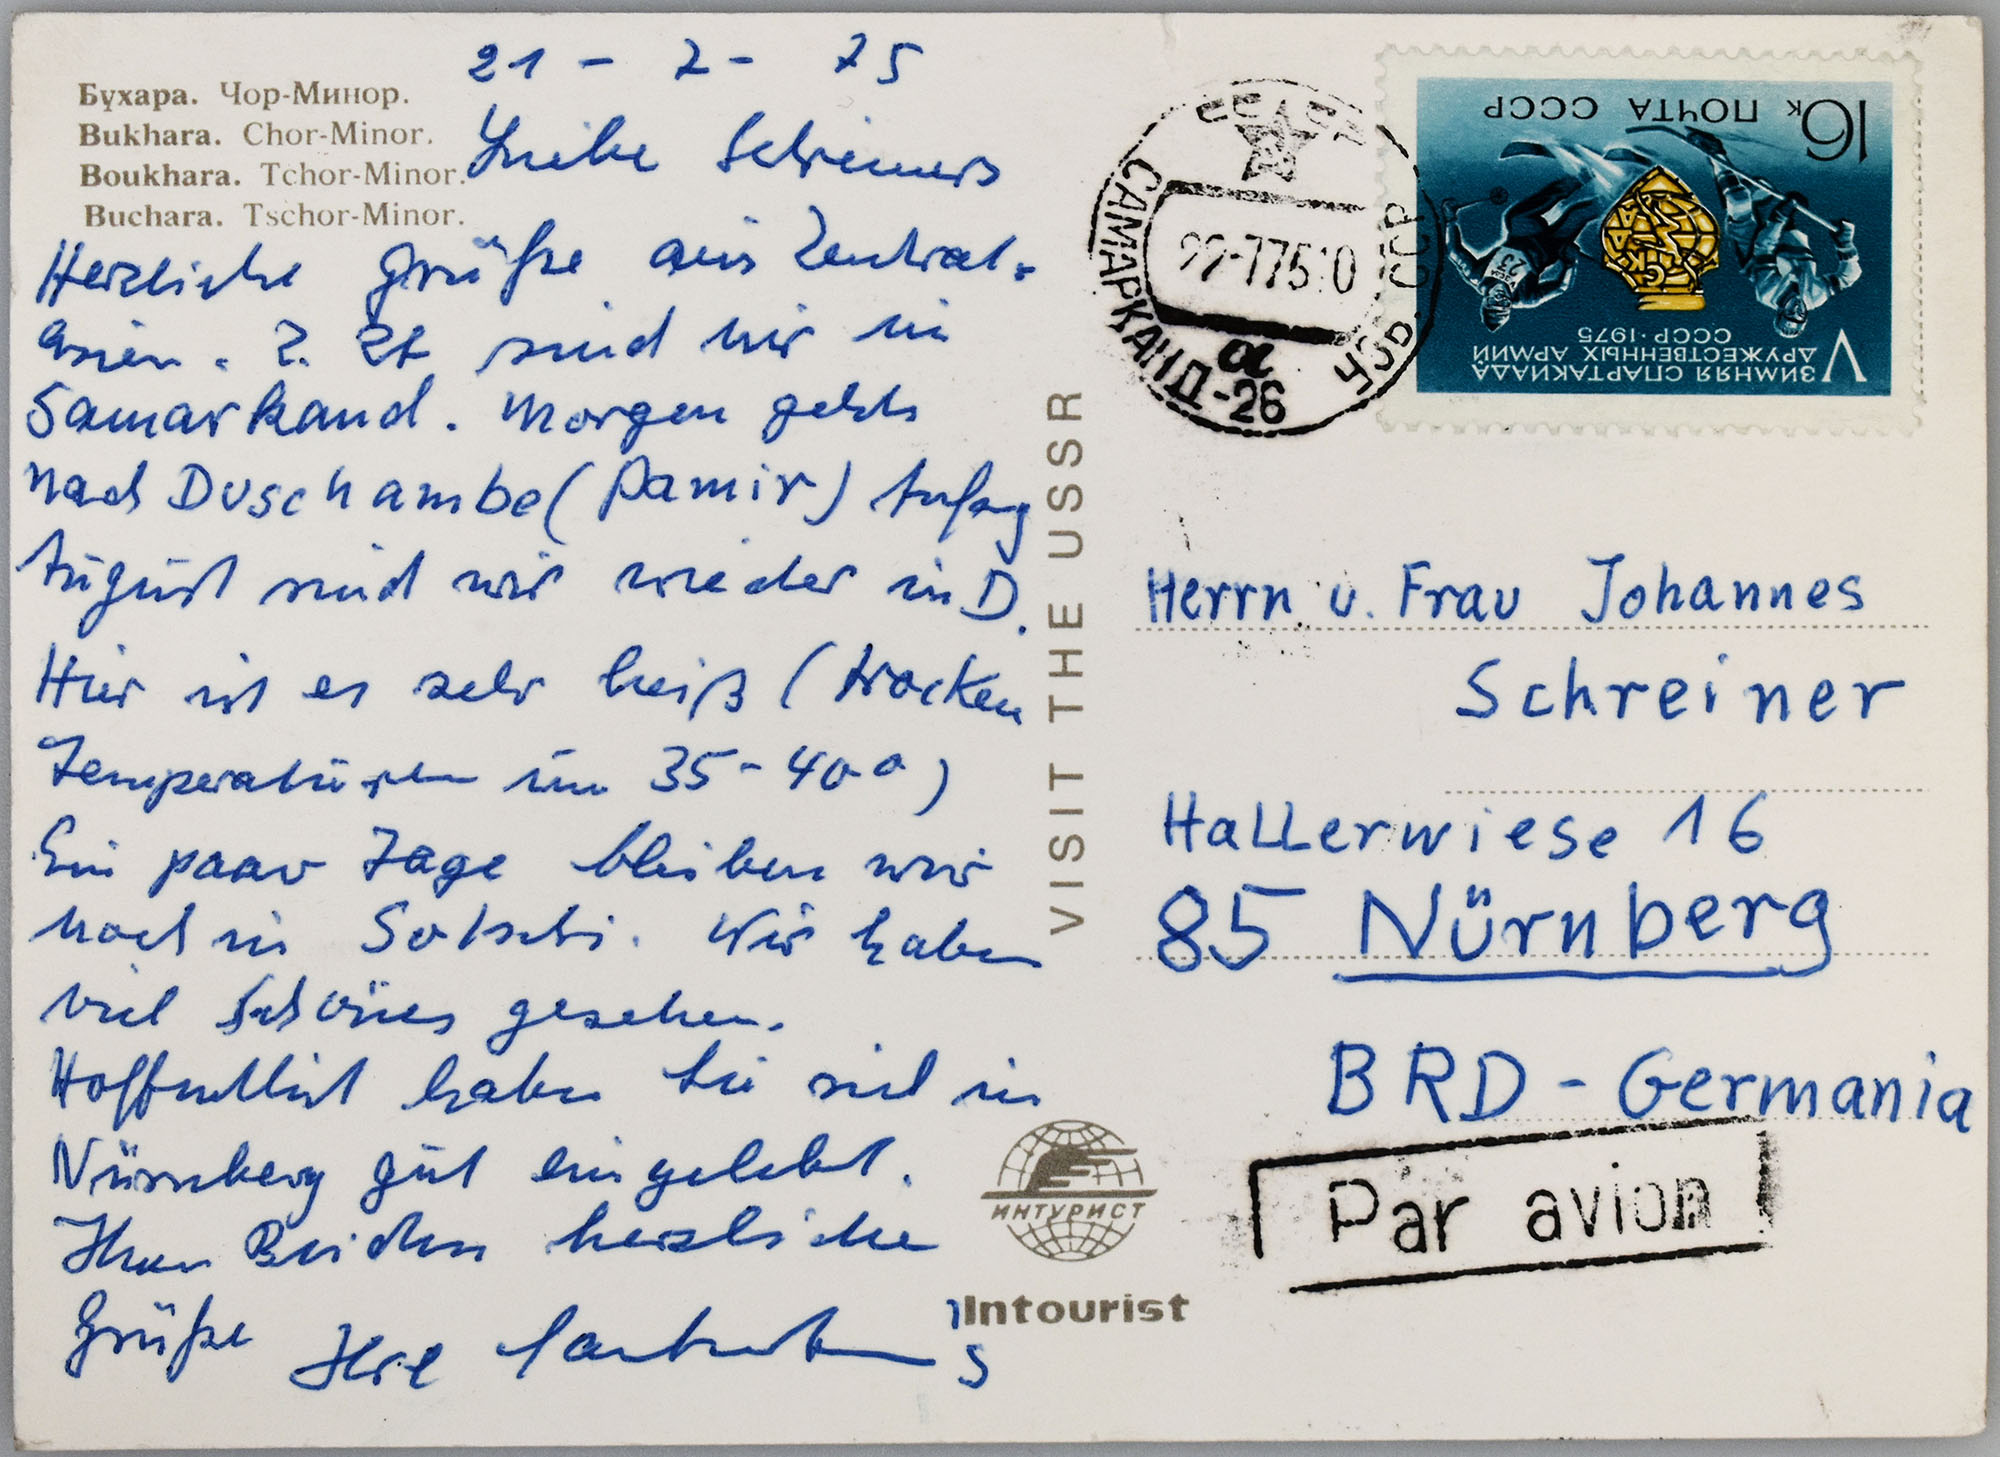 Бухара. Чор-Минор.
Bukhara. Chor-Minor.
Boukhara. Tchor-Minor.
Buchara. Tschor-Minor.
21 - 7 - 75
Liebe Schreiners
Herzliche Grüße aus Zentral-
asien. Z. Zt sind wir in
Samarkand. Morgen gehts
nach Duschambe (Pamir) Anfang
August sind wir wieder in D.
Hier ist es sehr heiß (trocken
Temperaturen um 35-40°)
Ein paar Tage bleiben wir
noch in Sotschi. Wir haben
viel Schönes gesehen.
Hoffentlich haben Sie sich in
Nürnberg gut eingelebt.
Ihnen Beiden herzliche
Grüße Ihre
VISIT THE USSR
ИНТУРИСТ
Intourist
16к ПОЧТА СССР
V ЗИМНЯЯ СПАРТАКИАДА
ДРУЖЕСТВЕННЫХ АРМИЙ
СССР·1975
САМАРКАНД-26
22-775 10
а
Herrn u. Frau Johannes
Schreiner
Hallerwiese 16
85 Nürnberg
BRD - Germania
Par avion